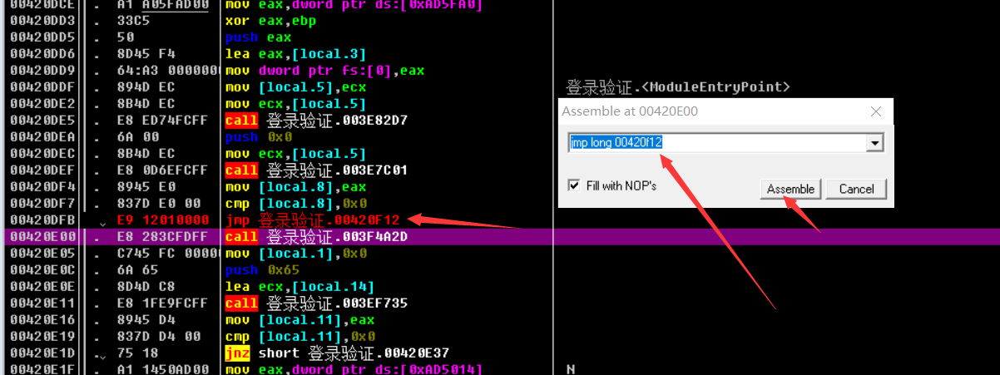 00420DCE . A1 A05FAD00 mov eax,dword ptr ds:[0xAD5FA0]
00420DD3 . 33C5 xor eax,ebp
00420DD5 . 50 push eax
00420DD6 . 8D45 F4 lea eax,[local.3]
00420DD9 . 64:A3 0000000 mov dword ptr fs:[0],eax
00420DDF . 894D EC mov [local.5],ecx 登录验证.<ModuleEntryPoint>
00420DE2 . 8B4D EC mov ecx,[local.5]
00420DE5 . E8 ED74FCFF call 登录验证.003E82D7
00420DEA . 6A 00 push 0x0
00420DEC . 8B4D EC mov ecx,[local.5]
00420DEF . E8 0D6EFCFF call 登录验证.003E7C01
00420DF4 . 8945 E0 mov [local.8],eax
00420DF7 . 837D E0 00 cmp [local.8],0x0
00420DFB E9 12010000 jmp 登录验证.00420F12
00420E00 . E8 283CFDFF call 登录验证.003F4A2D
00420E05 . C745 FC 0000 mov [local.1],0x0
00420E0C . 6A 65 push 0x65
00420E0E . 8D4D C8 lea ecx,[local.14]
00420E11 . E8 1FE9FCFF call 登录验证.003EF735
00420E16 . 8945 D4 mov [local.11],eax
00420E19 . 837D D4 00 cmp [local.11],0x0
00420E1D . 75 18 jnz short 登录验证.00420E37
00420E1F . A1 1450AD00 mov eax,dword ptr ds:[0xAD5014] N
Assemble at 00420E00
jmp long 00420f12
Fill with NOP's
Assemble
Cancel